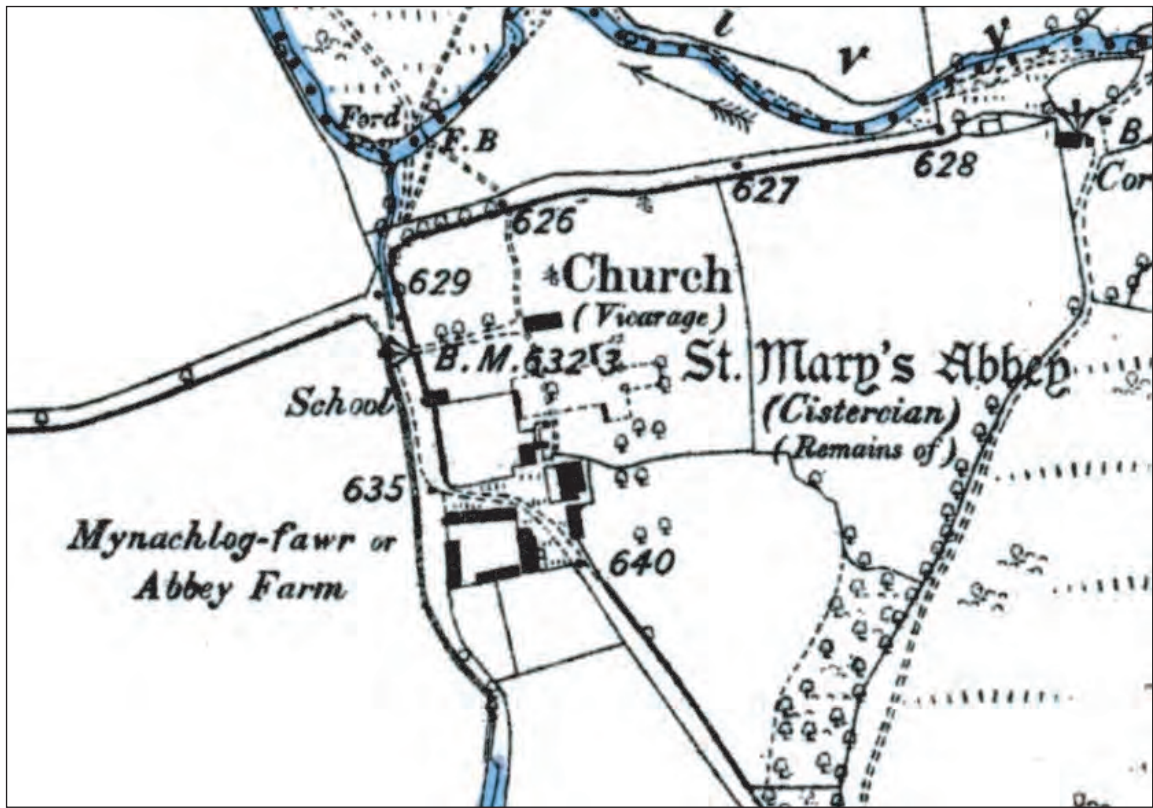 l V y
Ford
F.B
628
627
B.
Cor
626
629
Church
(Vicarage)
B.M. 632.3
St. Mary's Abbey
(Cistercian)
(Remains of)
School
635
Mynachlog-fawr or
Abbey Farm
640